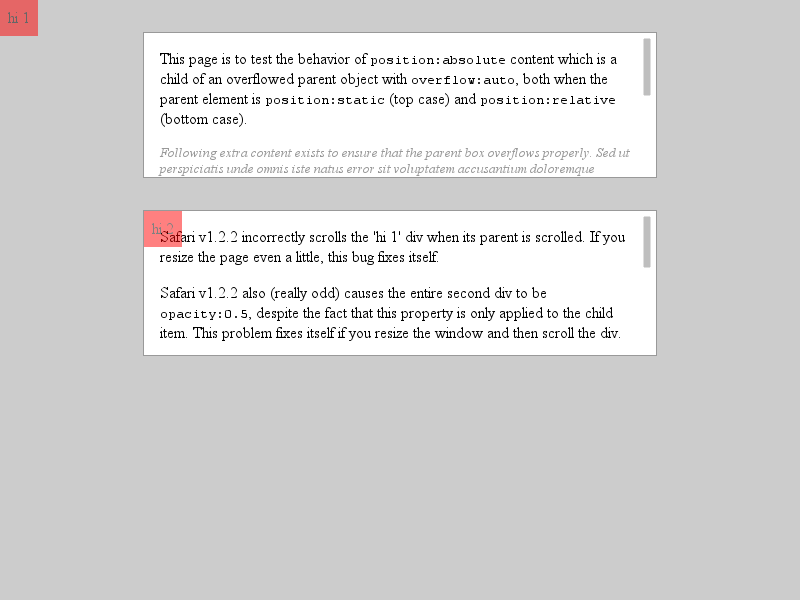 hi 1
This page is to test the behavior of position:absolute content which is a
child of an overflowed parent object with overflow:auto, both when the
parent element is position:static (top case) and position:relative
(bottom case).
Following extra content exists to ensure that the parent box overflows properly. Sed ut
perspiciatis unde omnis iste natus error sit voluptatem accusantium doloremque
hi 2
Safari v1.2.2 incorrectly scrolls the 'hi 1' div when its parent is scrolled. If you
resize the page even a little, this bug fixes itself.
Safari v1.2.2 also (really odd) causes the entire second div to be
opacity:0.5, despite the fact that this property is only applied to the child
item. This problem fixes itself if you resize the window and then scroll the div.